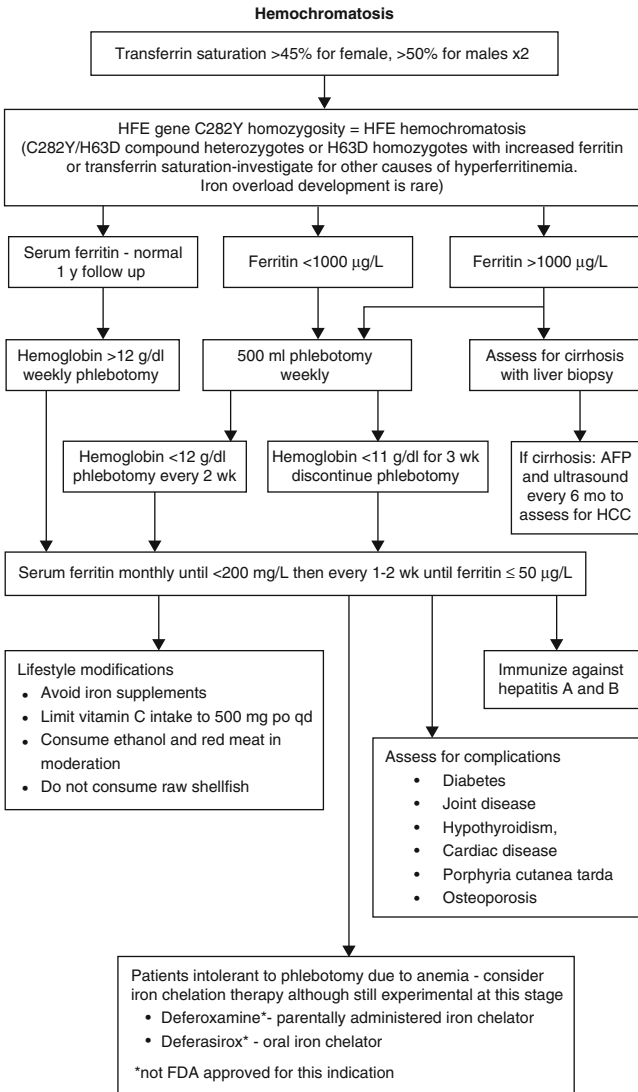 Hemochromatosis
Transferrin saturation >45% for female, >50% for males x2
HFE gene C282Y homozygosity = HFE hemochromatosis
(C282Y/H63D compound heterozygotes or H63D homozygotes with increased ferritin
or transferrin saturation-investigate for other causes of hyperferritinemia.
Iron overload development is rare)
Serum ferritin - normal
1 y follow up
Ferritin <1000 µg/L
Ferritin >1000 µg/L
Hemoglobin >12 g/dl
weekly phlebotomy
500 ml phlebotomy
weekly
Assess for cirrhosis
with liver biopsy
Hemoglobin <12 g/dl
phlebotomy every 2 wk
Hemoglobin <11 g/dl for 3 wk
discontinue phlebotomy
If cirrhosis: AFP
and ultrasound
every 6 mo to
assess for HCC
Serum ferritin monthly until <200 mg/L then every 1-2 wk until ferritin ≤ 50 µg/L
Lifestyle modifications
• Avoid iron supplements
• Limit vitamin C intake to 500 mg po qd
• Consume ethanol and red meat in
moderation
• Do not consume raw shellfish
Immunize against
hepatitis A and B
Assess for complications
• Diabetes
• Joint disease
• Hypothyroidism,
• Cardiac disease
• Porphyria cutanea tarda
• Osteoporosis
Patients intolerant to phlebotomy due to anemia - consider
iron chelation therapy although still experimental at this stage
• Deferoxamine*- parentally administered iron chelator
• Deferasirox* - oral iron chelator
*not FDA approved for this indication